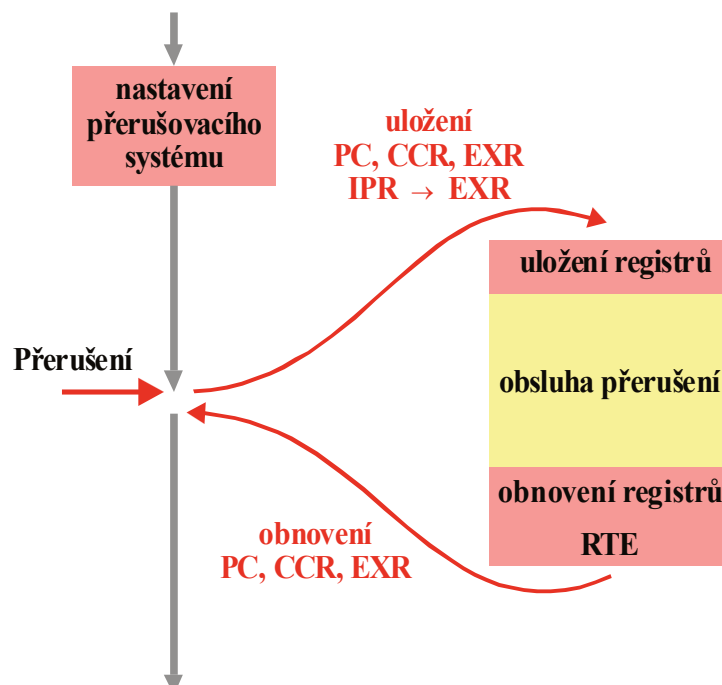 nastavení
přerušovacího
systému
uložení
PC, CCR, EXR
IPR → EXR
uložení registrů
Přerušení
obsluha přerušení
obnovení registrů
RTE
obnovení
PC, CCR, EXR